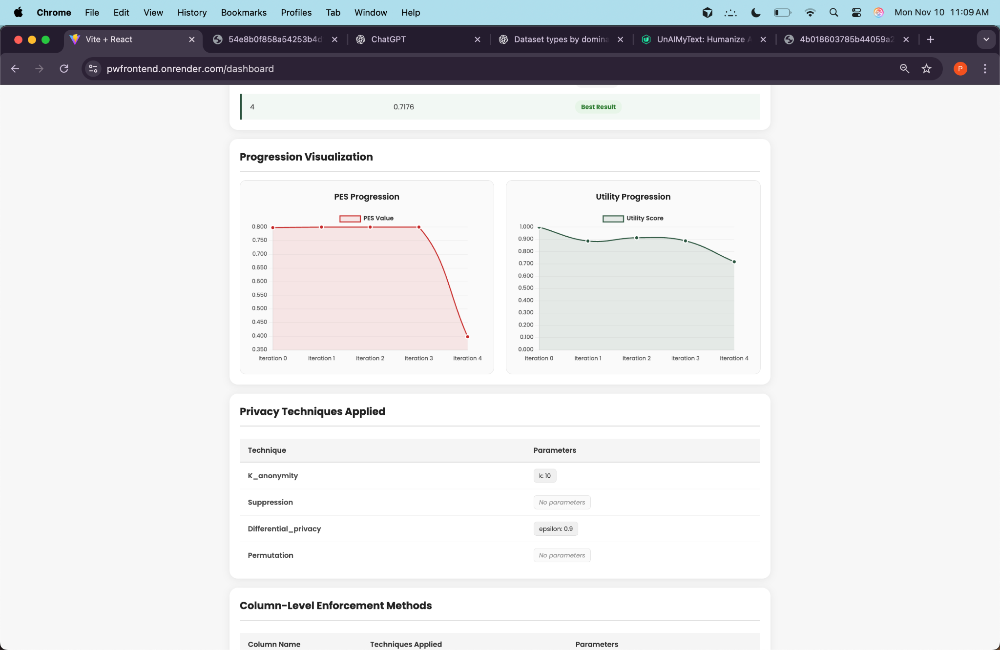 Chrome File Edit View History Bookmarks Profiles Tab Window Help Mon Nov 10 11:09 AM
Vite + React 54e8b0f858a54253b4d ChatGPT Dataset types by domina UnAIMyText: Humanize A 4b018603785b44059a2
pwfrontend.onrender.com/dashboard P
4 0.7176 Best Result
Progression Visualization
PES Progression
PES Value
0.800
0.750
0.700
0.650
0.600
0.550
0.500
0.450
0.400
0.350
Iteration 0 Iteration 1 Iteration 2 Iteration 3 Iteration 4
Utility Progression
Utility Score
1.000
0.900
0.800
0.700
0.600
0.500
0.400
0.300
0.200
0.100
0.000
Iteration 0 Iteration 1 Iteration 2 Iteration 3 Iteration 4
Privacy Techniques Applied
Technique Parameters
K_anonymity k: 10
Suppression No parameters
Differential_privacy epsilon: 0.9
Permutation No parameters
Column-Level Enforcement Methods
Column Name Techniques Applied Parameters